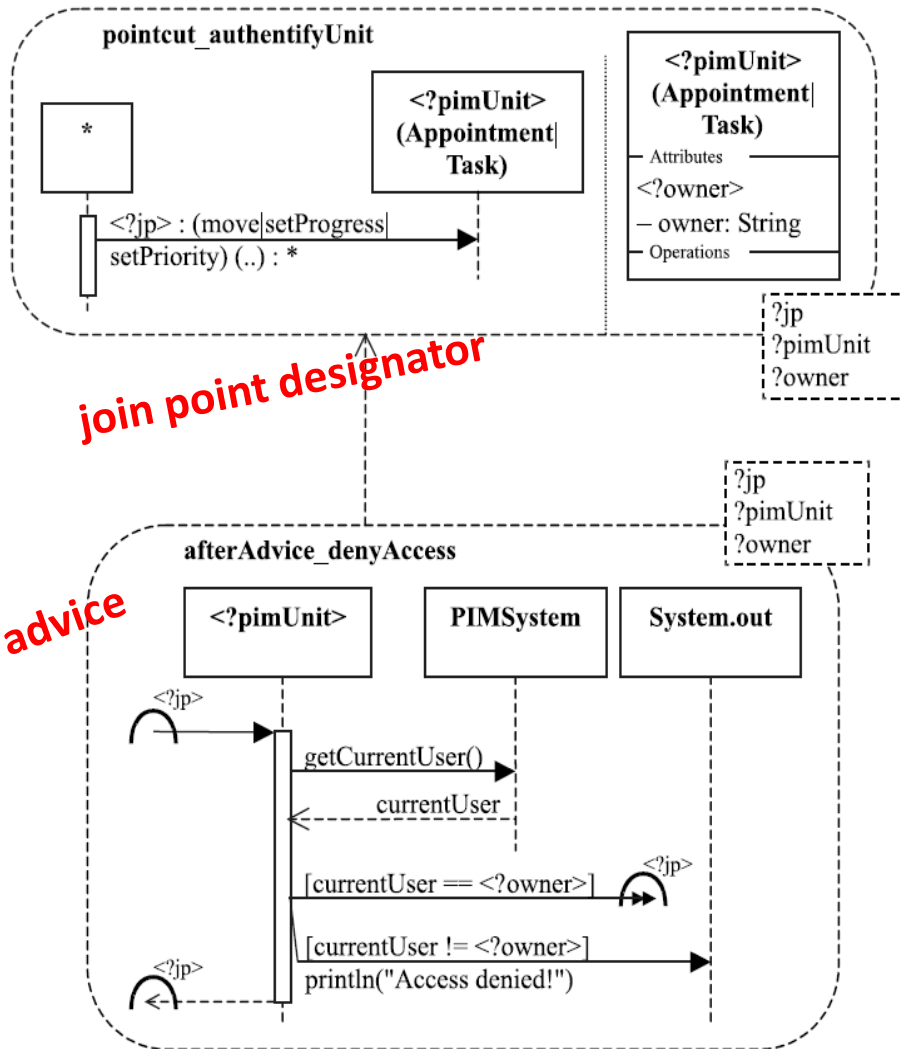 pointcut_authentifyUnit
*
<?pimUnit>
(Appointment|
Task)
<?jp> : (move|setProgress|
setPriority) (..) : *
<?pimUnit>
(Appointment|
Task)
Attributes
<?owner>
– owner: String
Operations
?jp
?pimUnit
?owner
join point designator
?jp
?pimUnit
?owner
afterAdvice_denyAccess
advice
<?pimUnit>
PIMSystem
System.out
<?jp>
getCurrentUser()
currentUser
<?jp>
[currentUser == <?owner>]
[currentUser != <?owner>]
println("Access denied!")
<?jp>